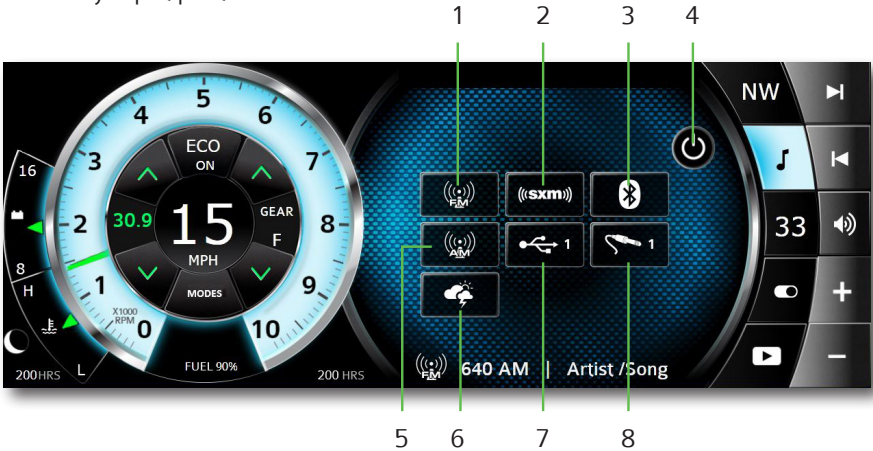 1 2 3 4
5
4 6
3 7
2 8
1 9
0 10
X1000
RPM
ECO
ON
30.9
15
MPH
GEAR
F
MODES
FUEL 90%
16
8
H
L
200 HRS
200 HRS
FM
((sxm))
AM
1
1
FM 640 AM | Artist /Song
NW
33
5 6 7 8